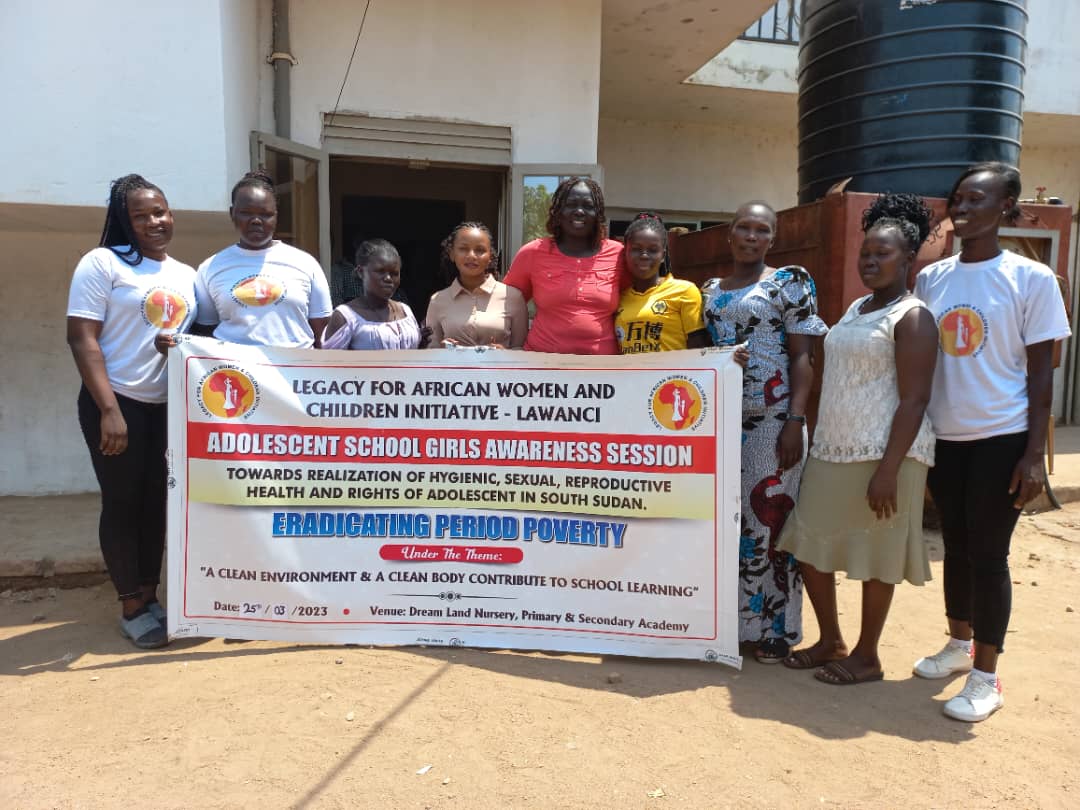 LEGACY FOR AFRICAN WOMEN AND
CHILDREN INITIATIVE - LAWANCI
ADOLESCENT SCHOOL GIRLS AWARENESS SESSION
TOWARDS REALIZATION OF HYGIENIC, SEXUAL, REPRODUCTIVE
HEALTH AND RIGHTS OF ADOLESCENT IN SOUTH SUDAN.
ERADICATING PERIOD POVERTY
Under The Theme:
"A CLEAN ENVIRONMENT & A CLEAN BODY CONTRIBUTE TO SCHOOL LEARNING"
Date: 25th / 03 /2023 • Venue: Dream Land Nursery, Primary & Secondary Academy
万博